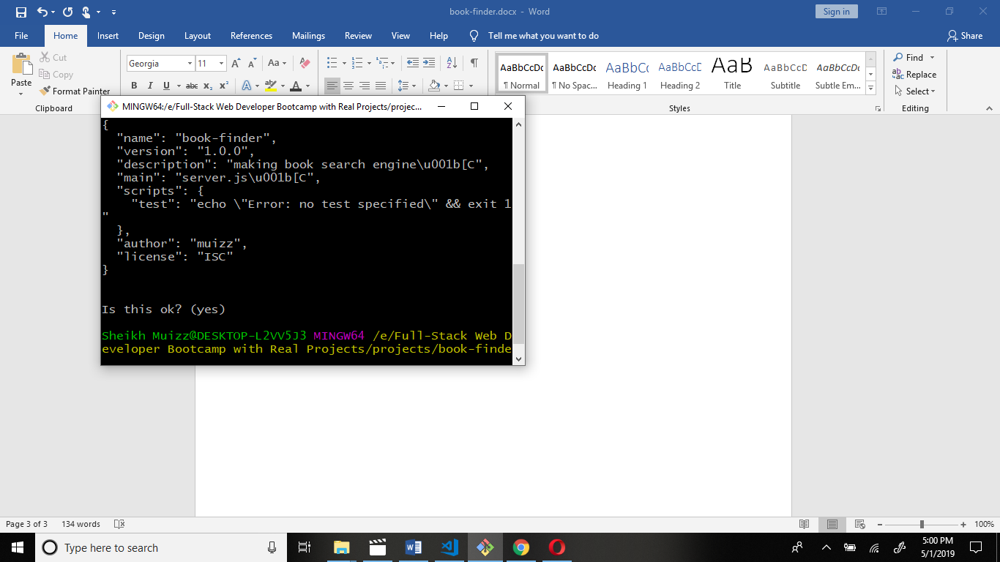 book-finder.docx - Word
Sign in
File Home Insert Design Layout References Mailings Review View Help Tell me what you want to do Share
Paste
Cut
Copy
Format Painter
Clipboard
Georgia 11
Aa
B I U abc x₂ x²
A A
AaBbCcDc AaBbCcDc AaBbCc AaBbCcD AaB AaBbCcD AaBbCcDc
¶ Normal ¶ No Spac... Heading 1 Heading 2 Title Subtitle Subtle Em...
Styles
Find
Replace
Select
Editing
MINGW64:/e/Full-Stack Web Developer Bootcamp with Real Projects/projec...
{
"name": "book-finder",
"version": "1.0.0",
"description": "making book search engine\u001b[C",
"main": "server.js\u001b[C",
"scripts": {
"test": "echo \"Error: no test specified\" && exit 1
"
},
"author": "muizz",
"license": "ISC"
}
Is this ok? (yes)
Sheikh Muizz@DESKTOP-L2VV5J3 MINGW64 /e/Full-Stack Web D
eveloper Bootcamp with Real Projects/projects/book-finde
Page 3 of 3 134 words
100%
Type here to search
5:00 PM
5/1/2019